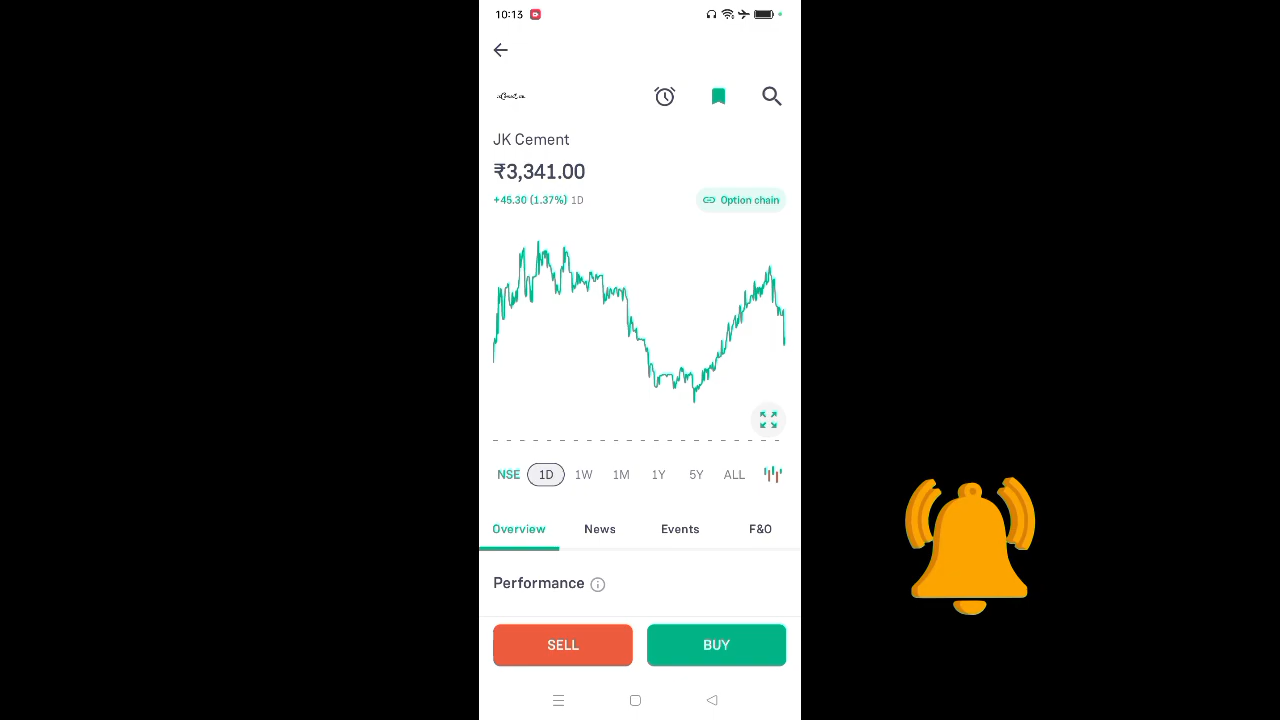 10:13
JK Cement
₹3,341.00
+45.30 (1.37%) 1D
Option chain
NSE 1D 1W 1M 1Y 5Y ALL
Overview News Events F&O
Performance
SELL BUY